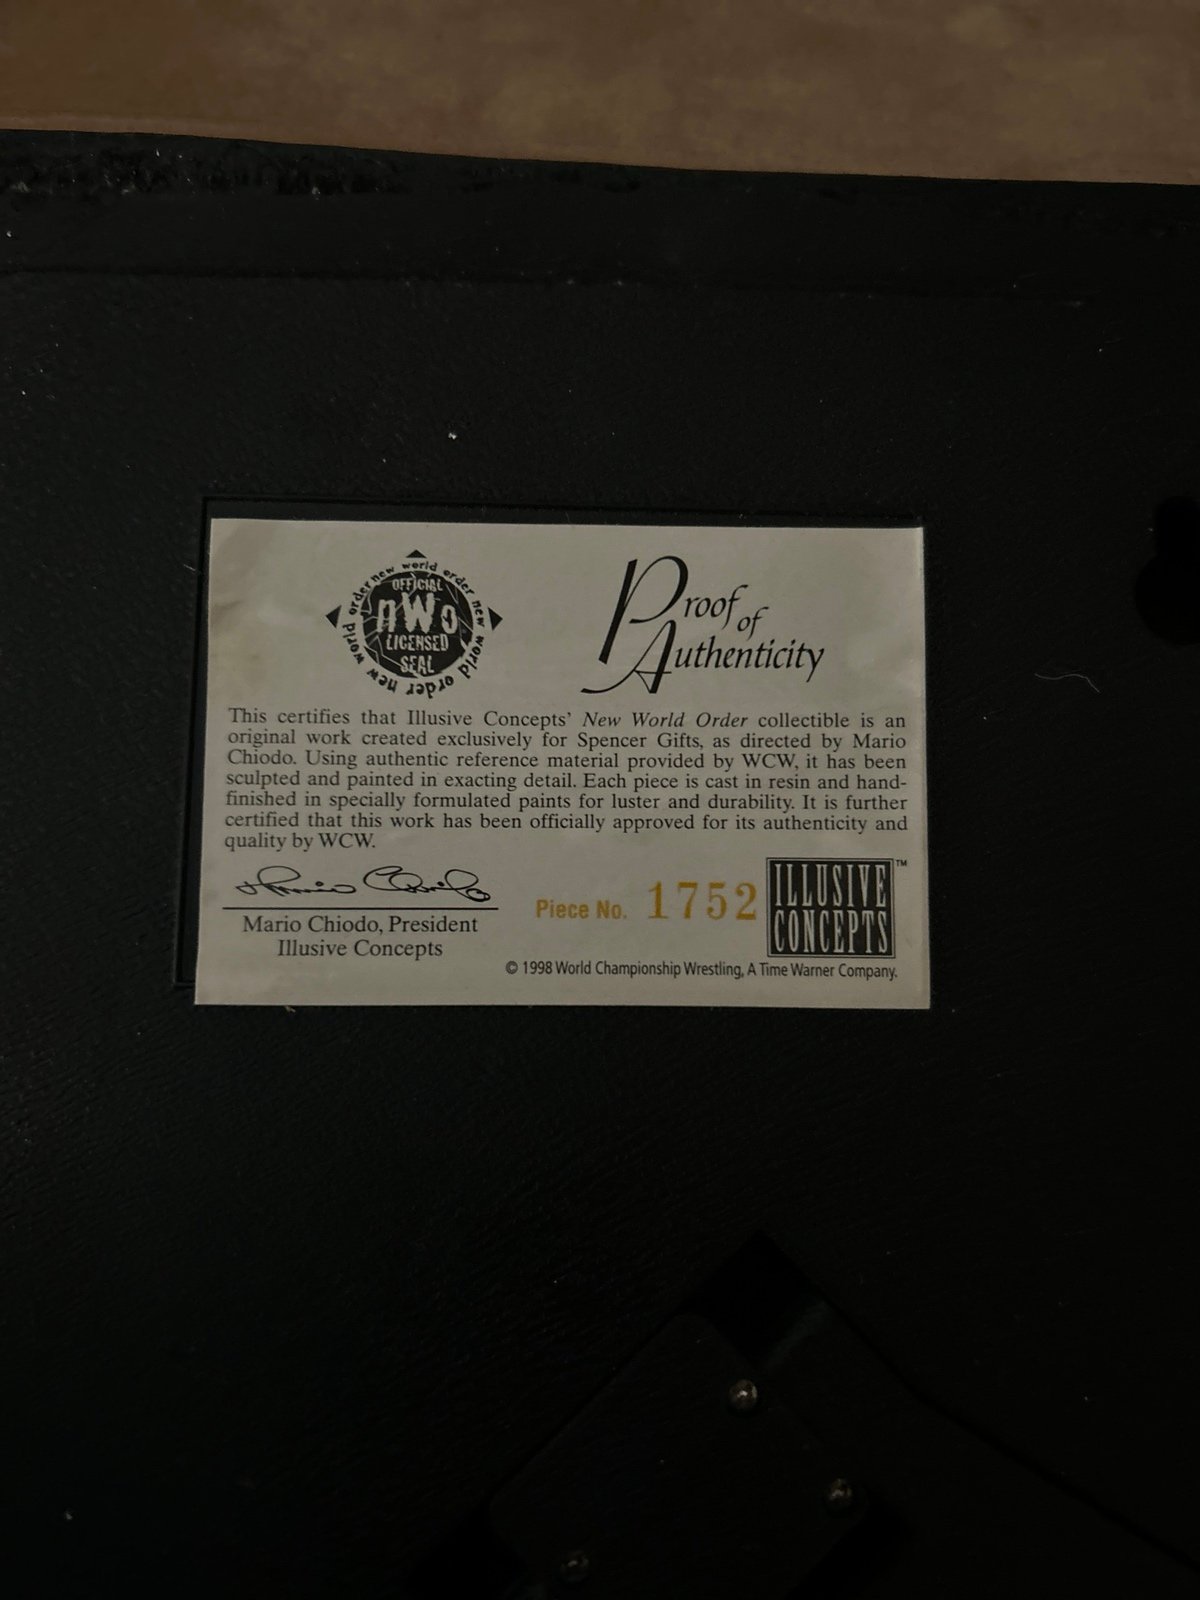 new world order new world order new world order
OFFICIAL
nWo
LICENSED
SEAL
Proof of
Authenticity
This certifies that Illusive Concepts' New World Order collectible is an
original work created exclusively for Spencer Gifts, as directed by Mario
Chiodo. Using authentic reference material provided by WCW, it has been
sculpted and painted in exacting detail. Each piece is cast in resin and hand-
finished in specially formulated paints for luster and durability. It is further
certified that this work has been officially approved for its authenticity and
quality by WCW.
Mario Chiodo
Mario Chiodo, President
Illusive Concepts
Piece No. 1752
ILLUSIVE
CONCEPTS
™
© 1998 World Championship Wrestling, A Time Warner Company.